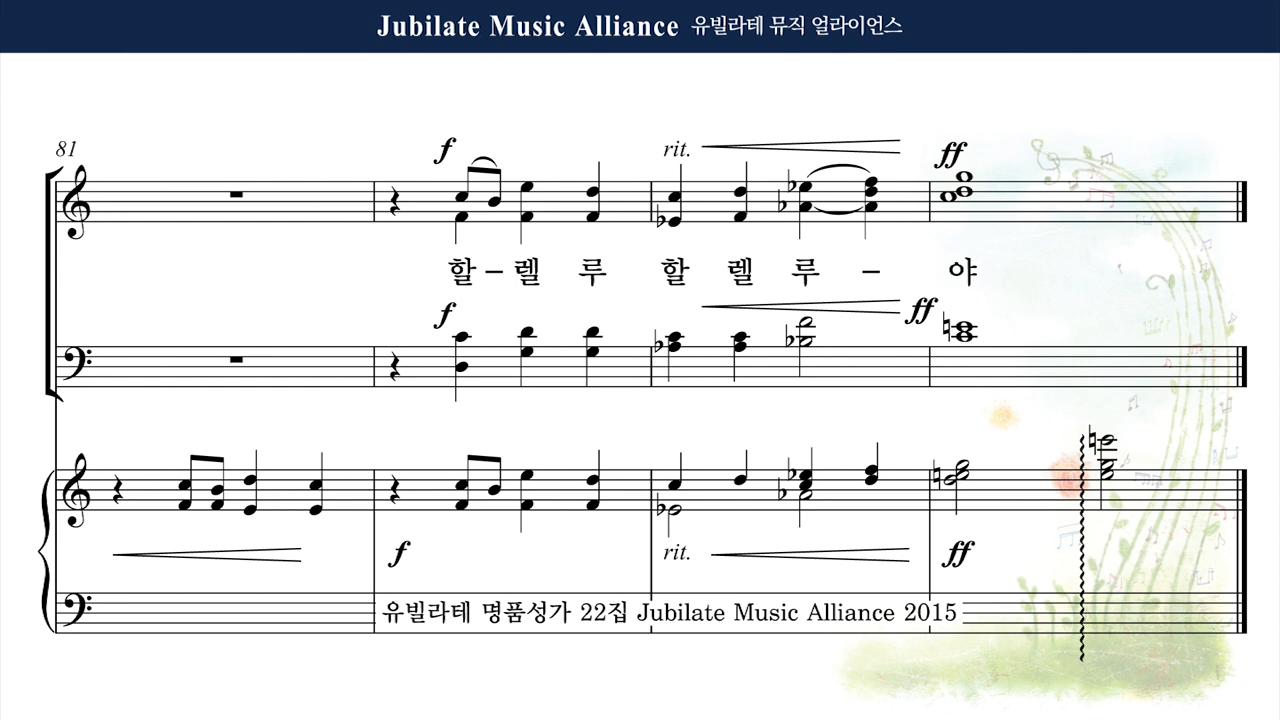 Jubilate Music Alliance 유빌라테 뮤직 얼라이언스
81
f
rit.
ff
할 – 렐 루 할 렐 루 – 야
f
ff
f
rit.
ff
유빌라테 명품성가 22집 Jubilate Music Alliance 2015